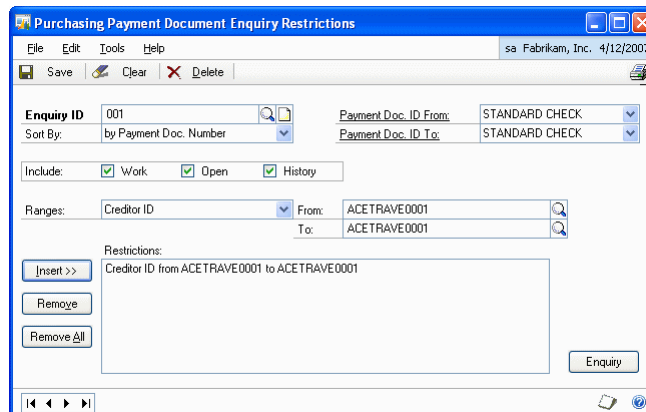 Purchasing Payment Document Enquiry Restrictions
File Edit Tools Help sa Fabrikam, Inc. 4/12/2007
Save Clear Delete
Enquiry ID 001 Payment Doc. ID From: STANDARD CHECK
Sort By: by Payment Doc. Number Payment Doc. ID To: STANDARD CHECK
Include: Work Open History
Ranges: Creditor ID From: ACETRAVE0001
To: ACETRAVE0001
Restrictions:
Insert >> Creditor ID from ACETRAVE0001 to ACETRAVE0001
Remove
Remove All
Enquiry